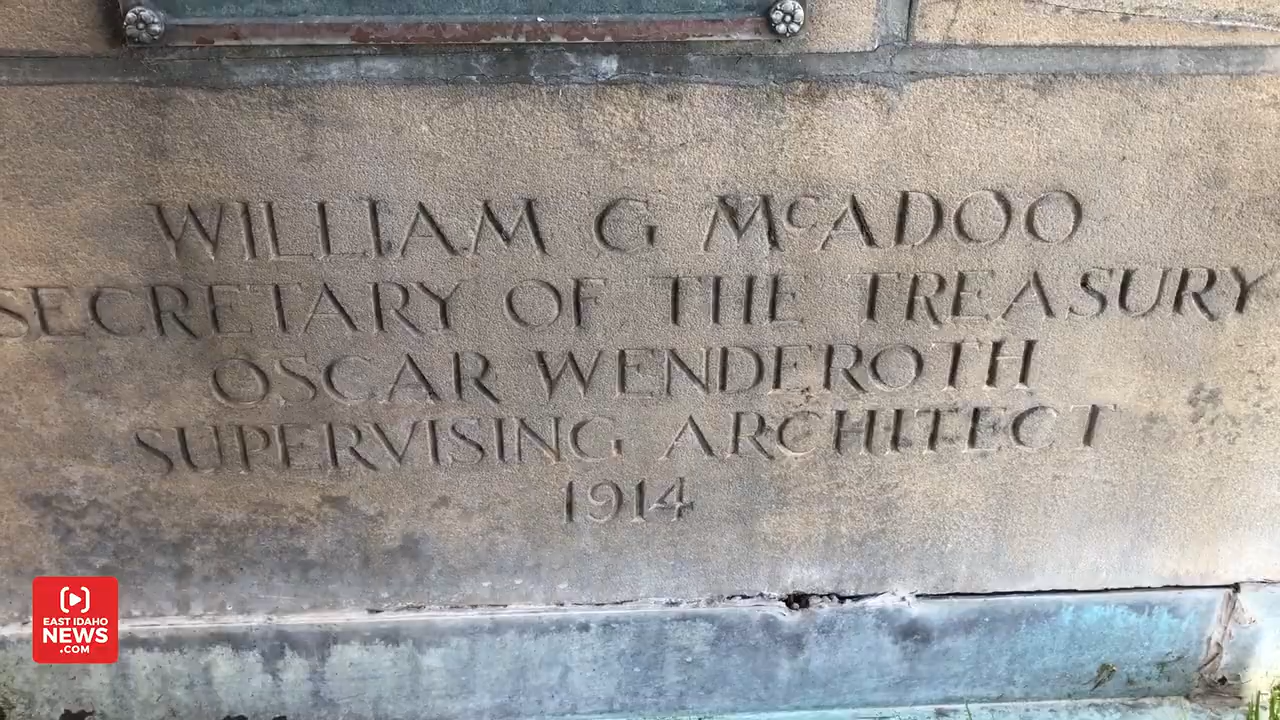 WILLIAM G McADOO
SECRETARY OF THE TREASURY
OSCAR WENDEROTH
SUPERVISING ARCHITECT
1914
EAST IDAHO
NEWS
.COM